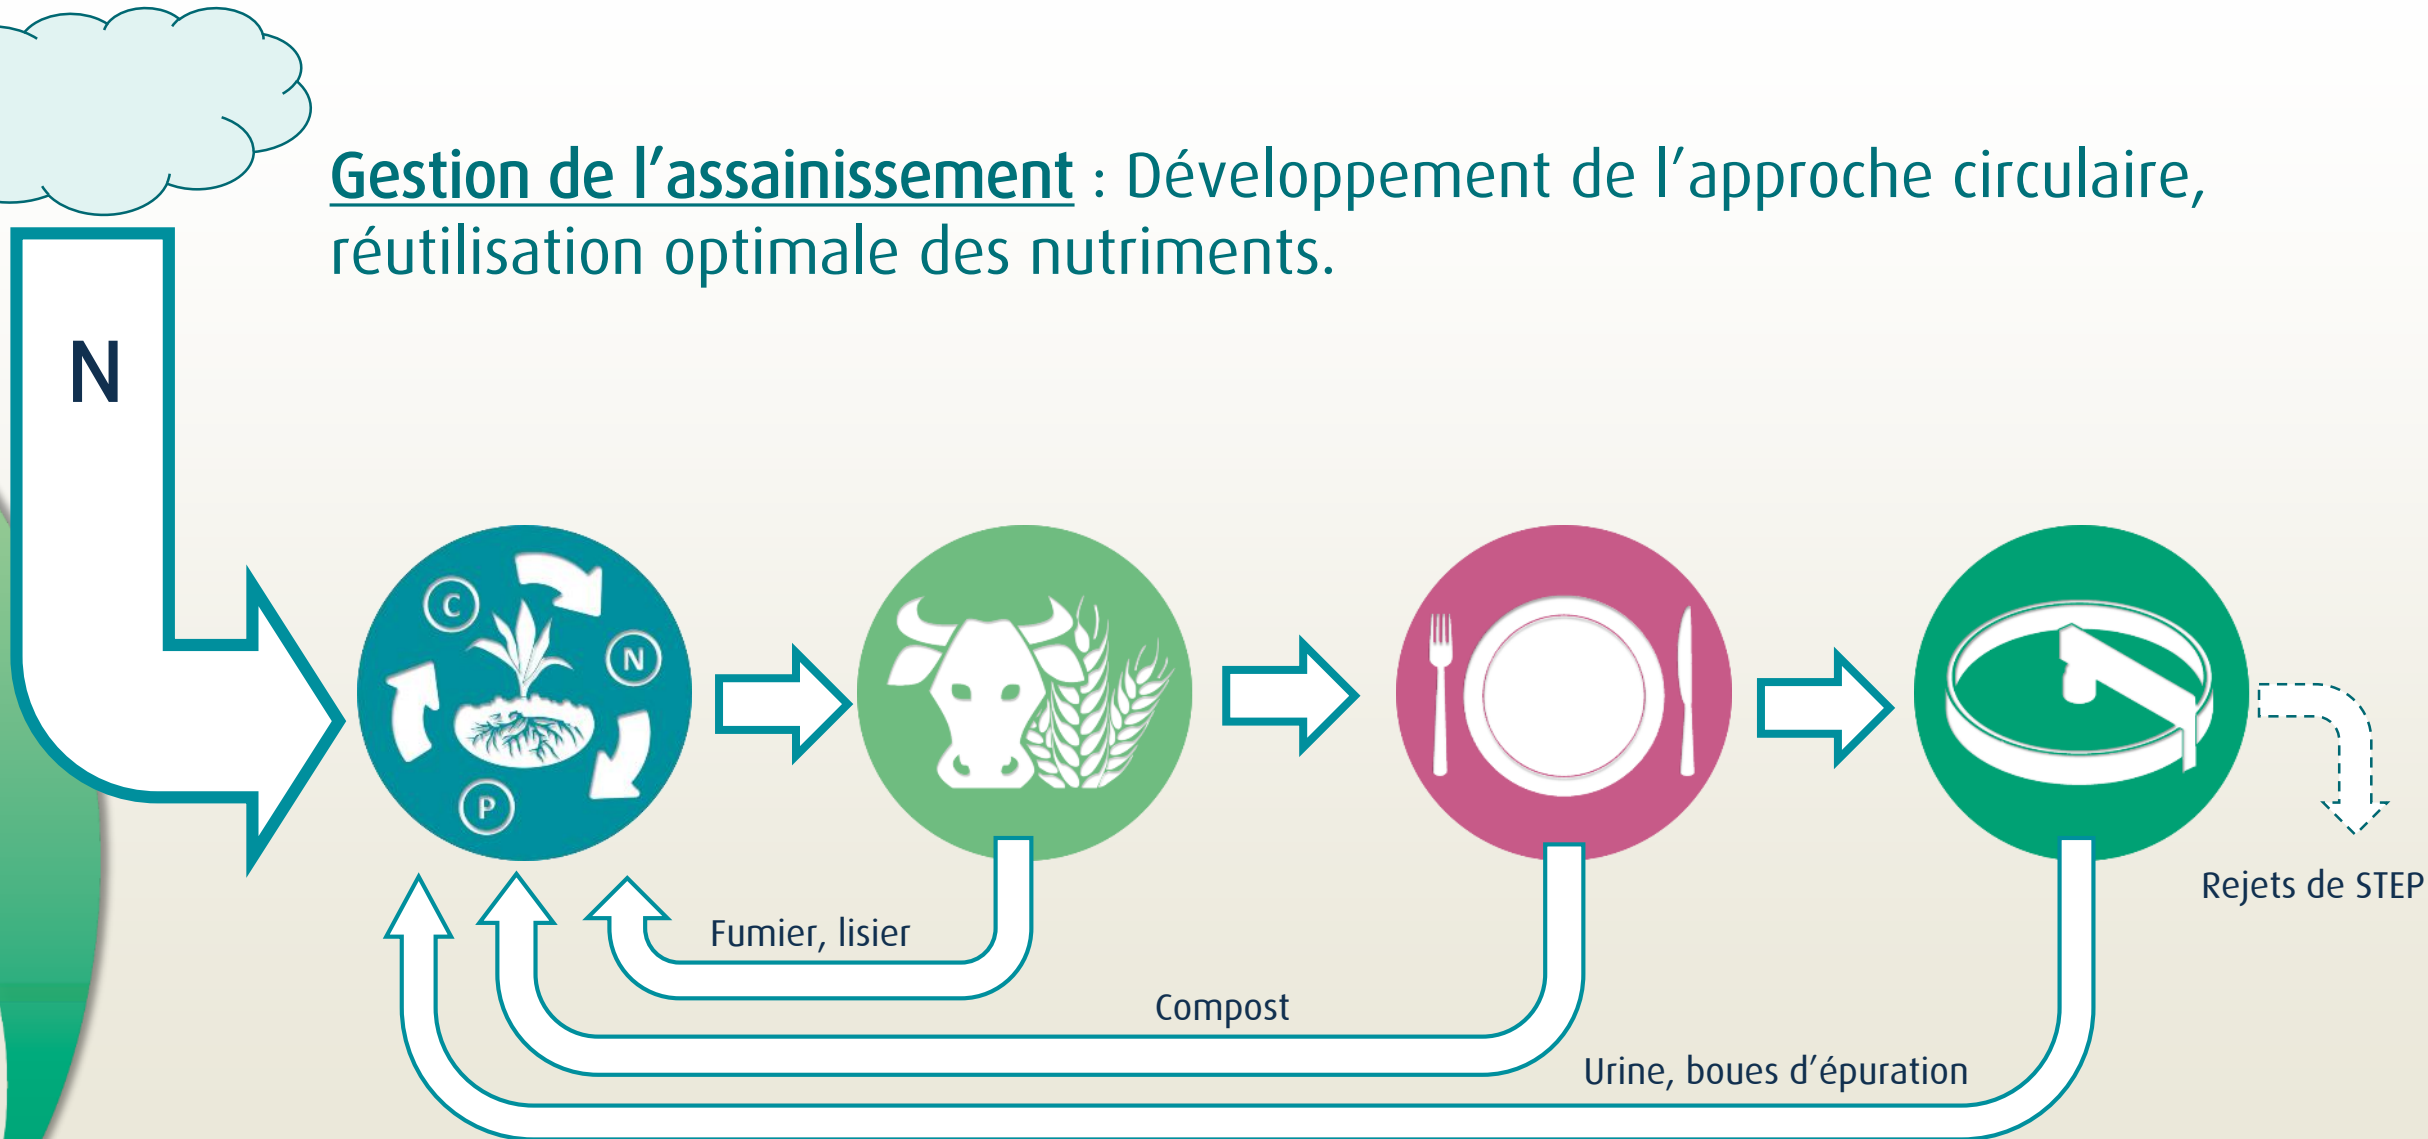 Gestion de l’assainissement : Développement de l’approche circulaire,
réutilisation optimale des nutriments.
N
C
N
P
Rejets de STEP
Fumier, lisier
Compost
Urine, boues d’épuration